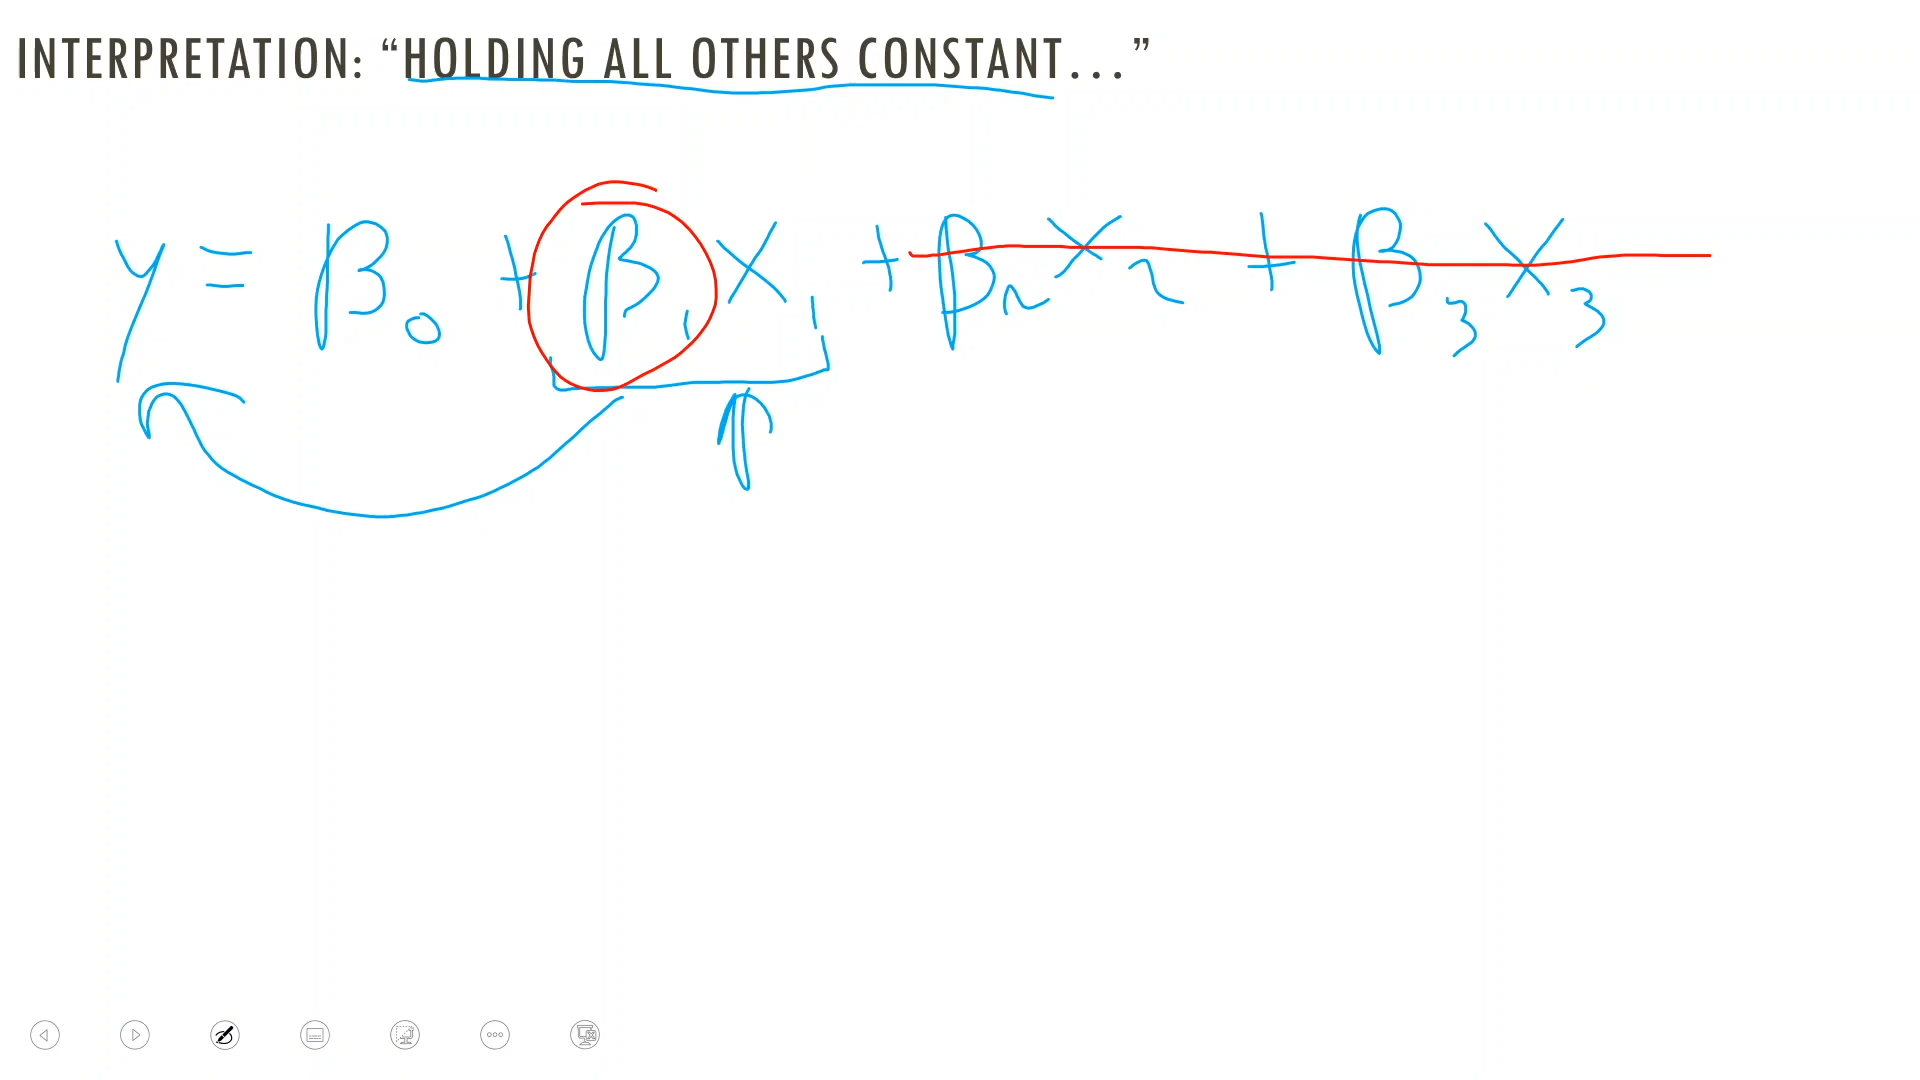 INTERPRETATION: “HOLDING ALL OTHERS CONSTANT...”
y = β₀ + β₁x₁ + β₂x₂ + β₃x₃